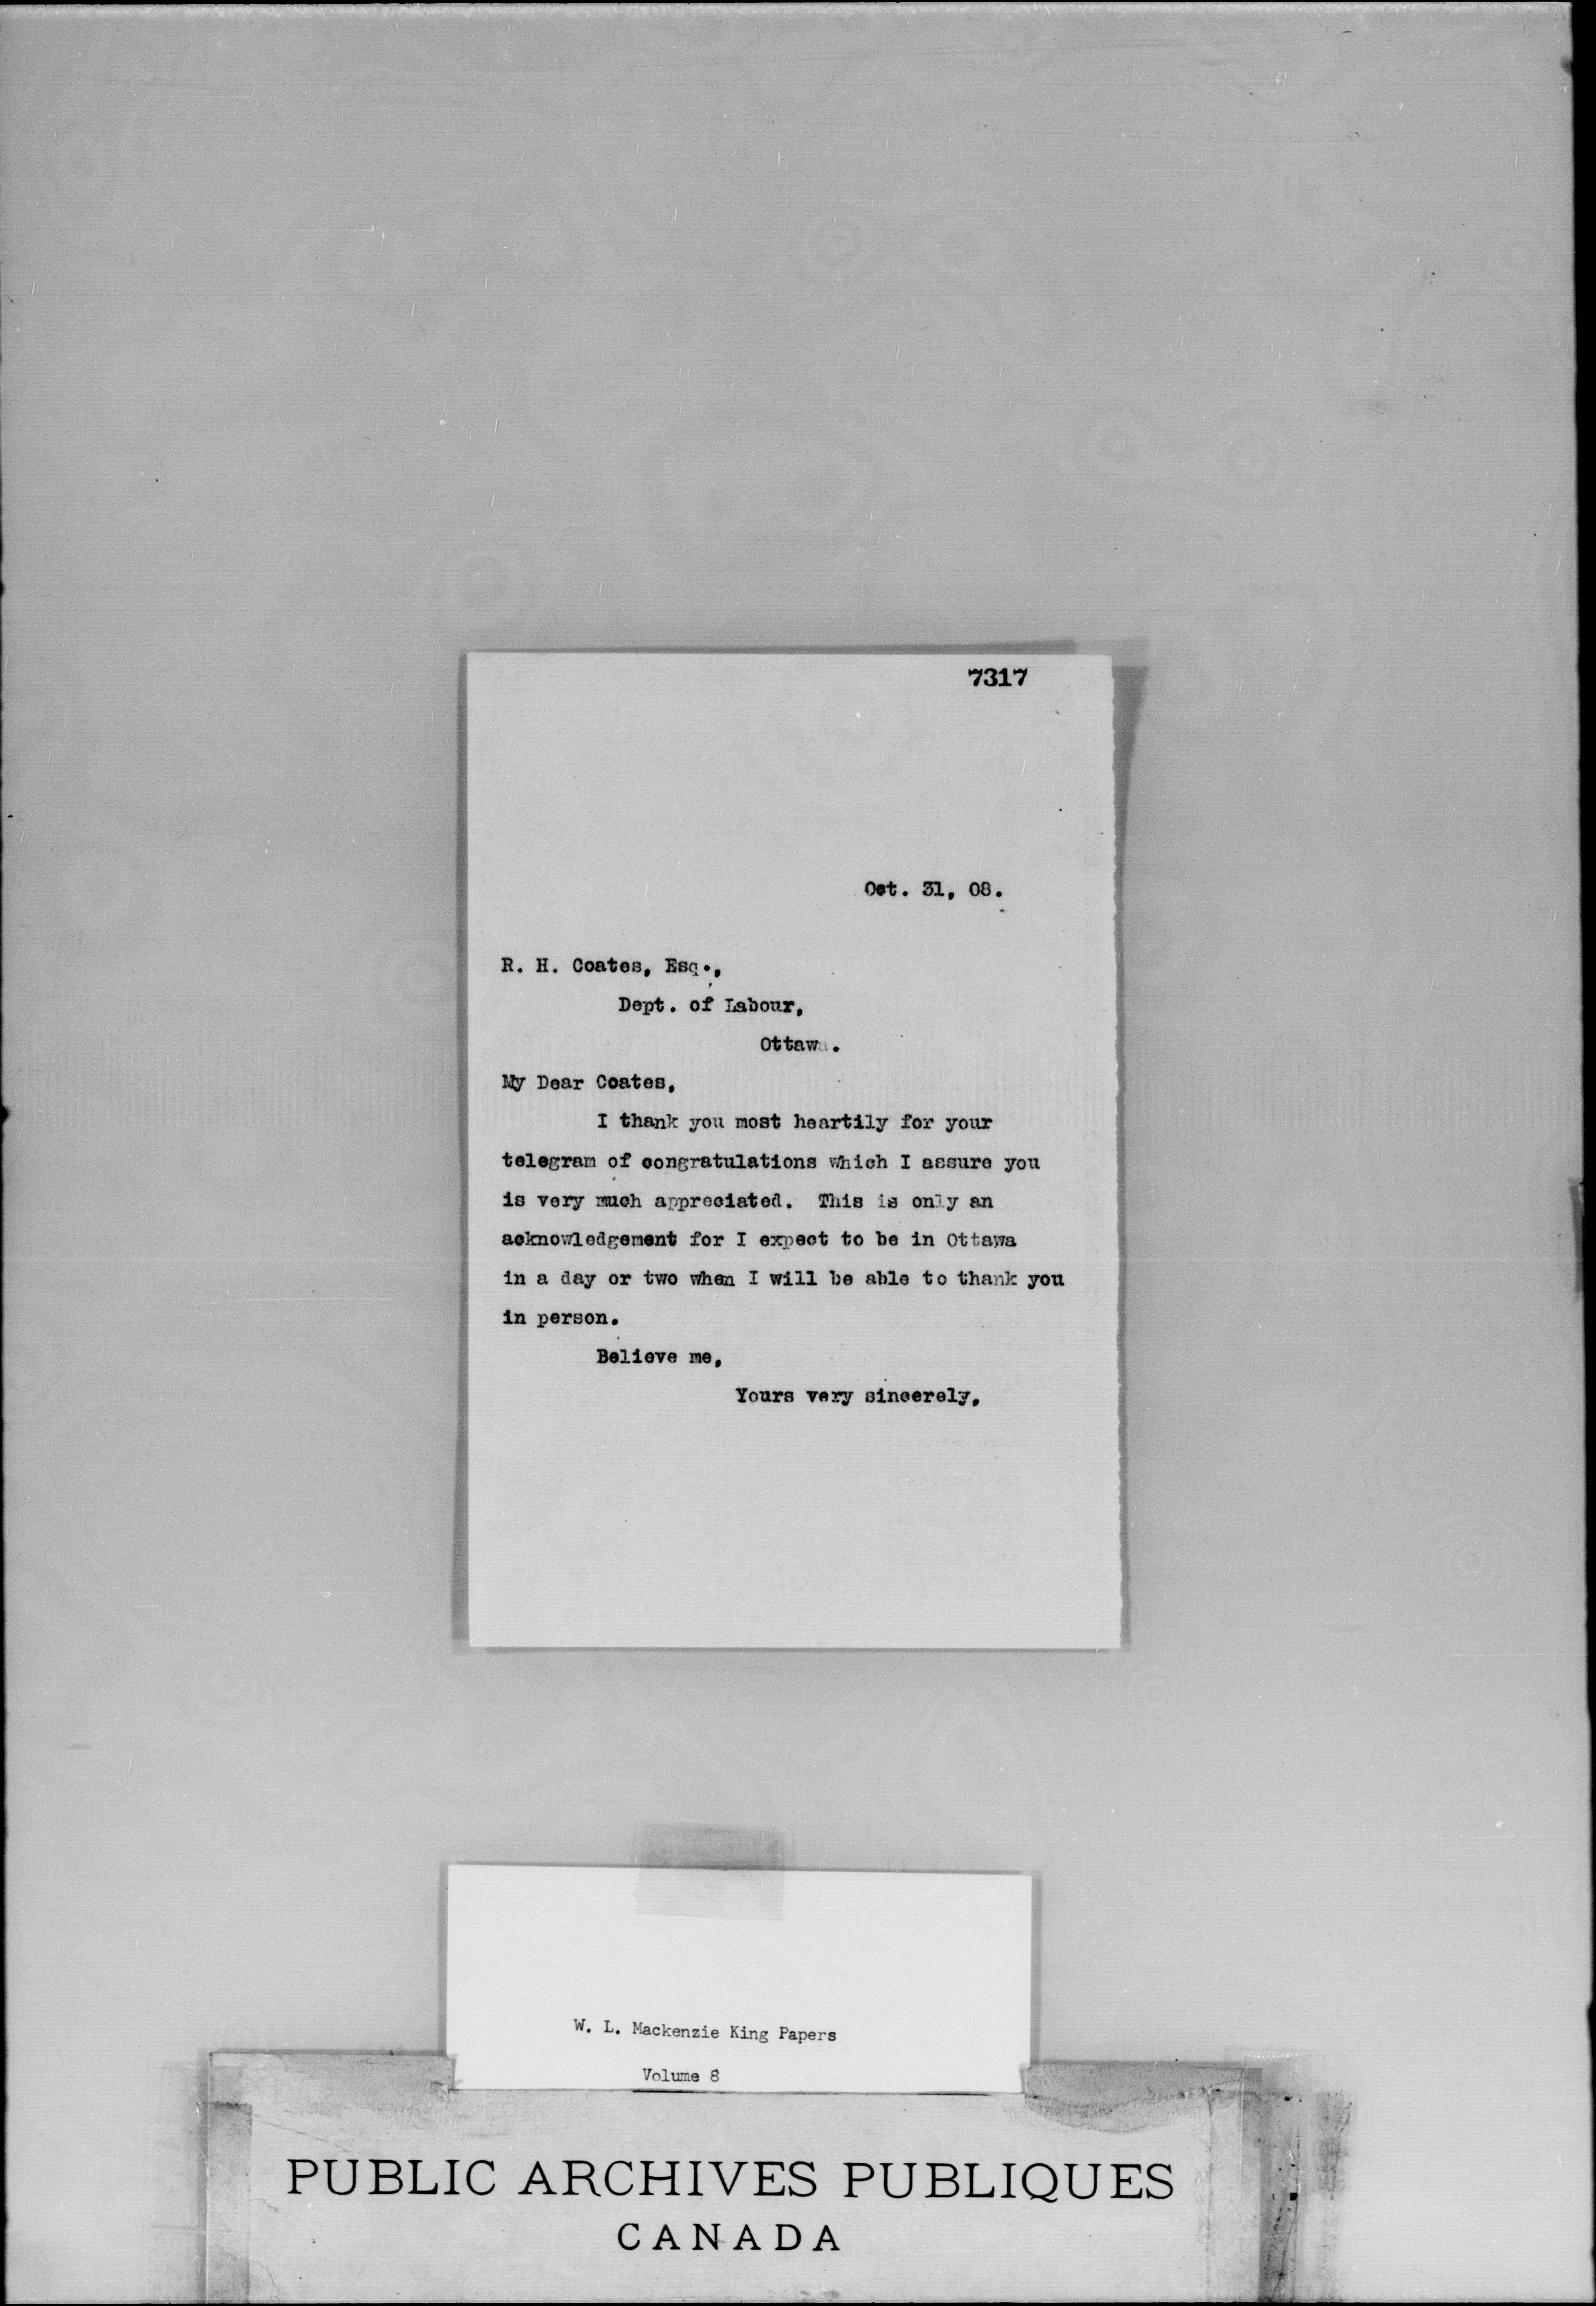 7317
Oct. 31, 08.
R. H. Coates, Esq.,
Dept. of Labour,
Ottawa.
My Dear Coates,
I thank you most heartily for your
telegram of congratulations which I assure you
is very much appreciated. This is only an
acknowledgement for I expect to be in Ottawa
in a day or two when I will be able to thank you
in person.
Believe me,
Yours very sincerely,
W. L. Mackenzie King Papers
Volume 8
PUBLIC ARCHIVES PUBLIQUES
CANADA